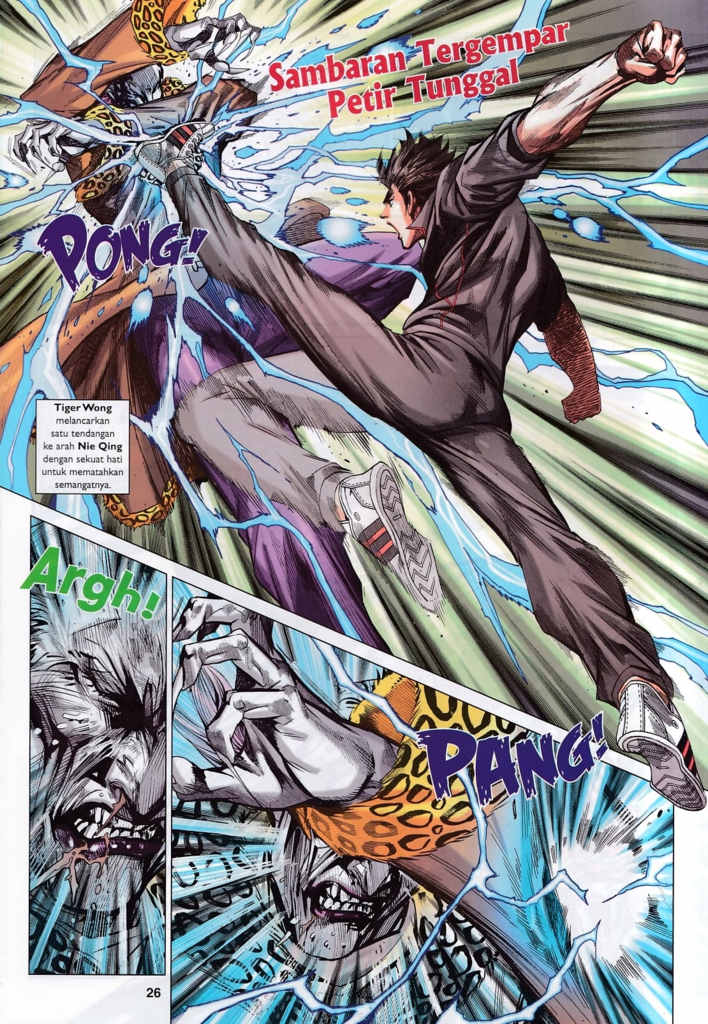 Sambaran Tergempar
Petir Tunggal
PONG!
Tiger Wong
melancarkan
satu tendangan
ke arah Nie Qing
dengan sekuat hati
untuk mematahkan
semangatnya.
Argh!
PANG!
26